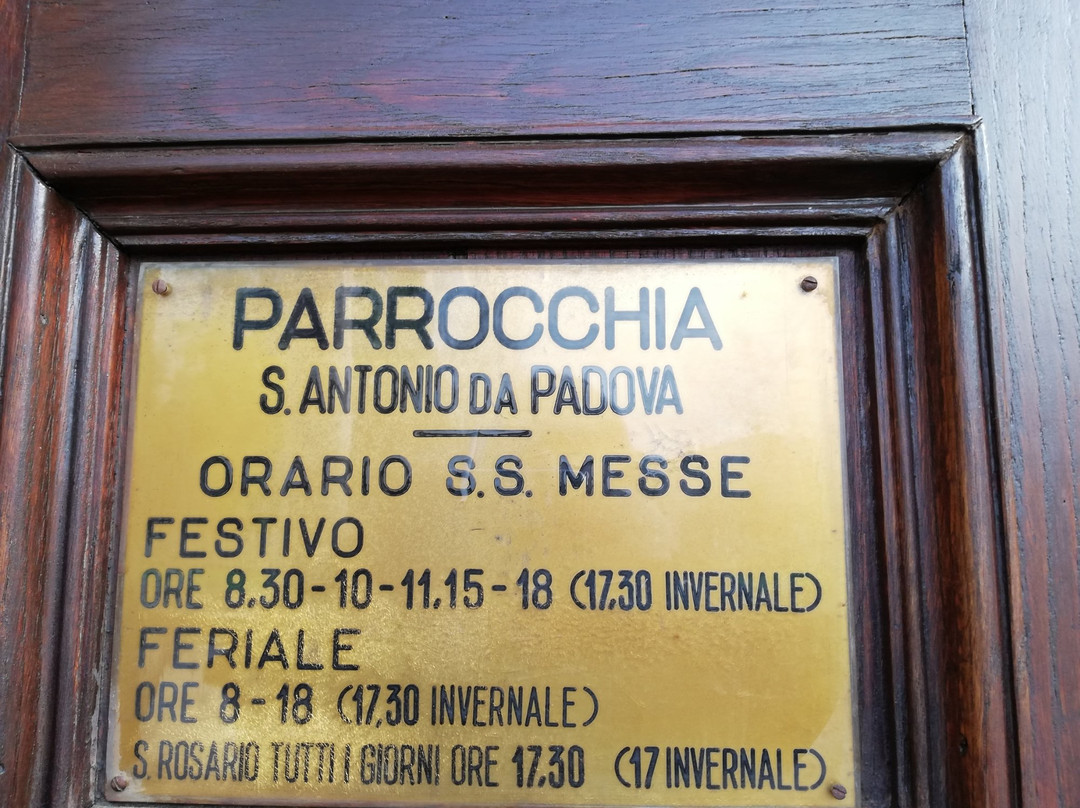 PARROCCHIA
S. ANTONIO DA PADOVA
ORARIO S.S. MESSE
FESTIVO
ORE 8.30-10-11.15-18 (17.30 INVERNALE)
FERIALE
ORE 8-18 (17.30 INVERNALE)
S. ROSARIO TUTTI I GIORNI ORE 17.30 (17 INVERNALE)